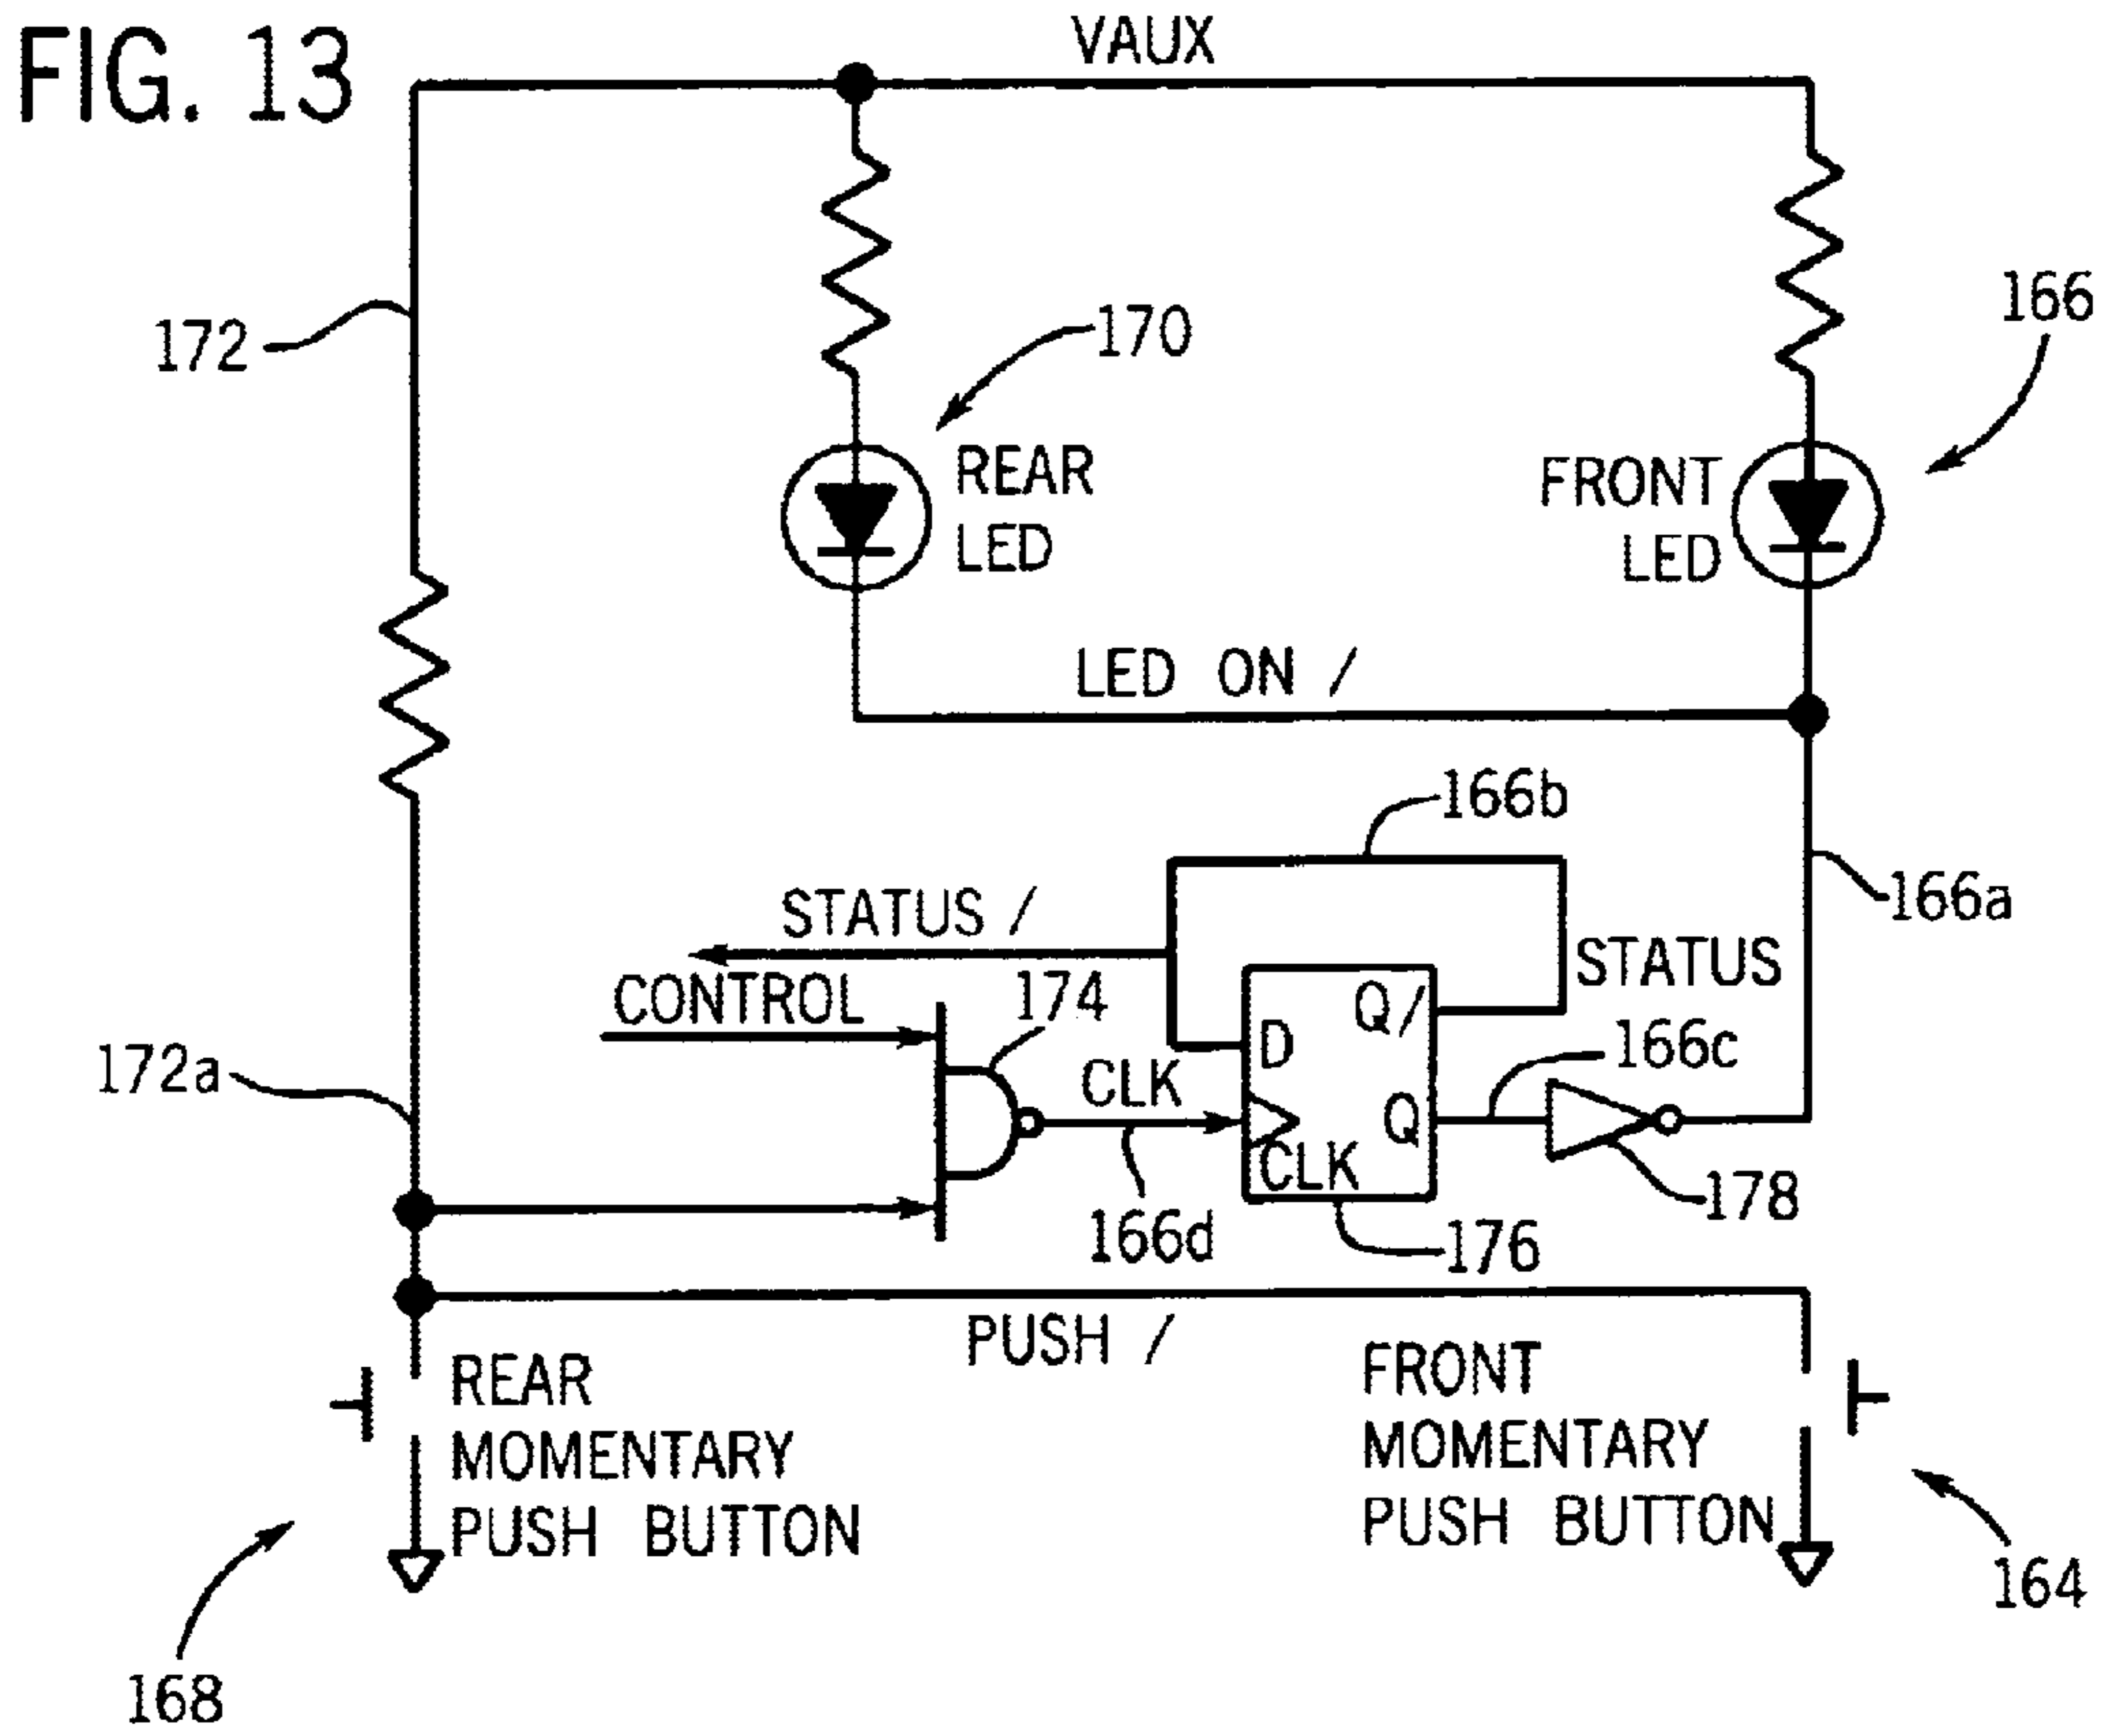 FIG. 13
VAUX
172
170
166
REAR
LED
FRONT
LED
LED ON /
166b
166a
STATUS /
STATUS
CONTROL
174
172a
CLK
D
Q/
166c
Q
CLK
166d
176
178
PUSH /
REAR
MOMENTARY
PUSH BUTTON
FRONT
MOMENTARY
PUSH BUTTON
164
168